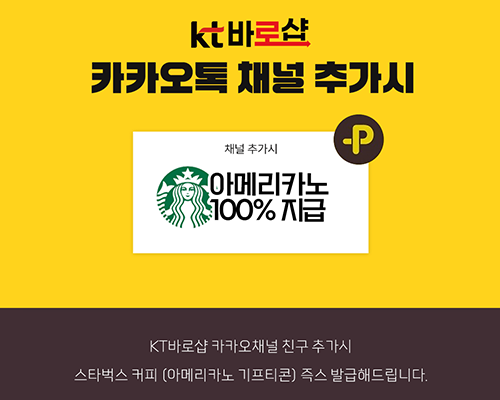 kt 바로샵
카카오톡 채널 추가시
P
채널 추가시
아메리카노
100% 지급
KT바로샵 카카오채널 친구 추가시
스타벅스 커피 (아메리카노 기프티콘) 즉스 발급해드립니다.